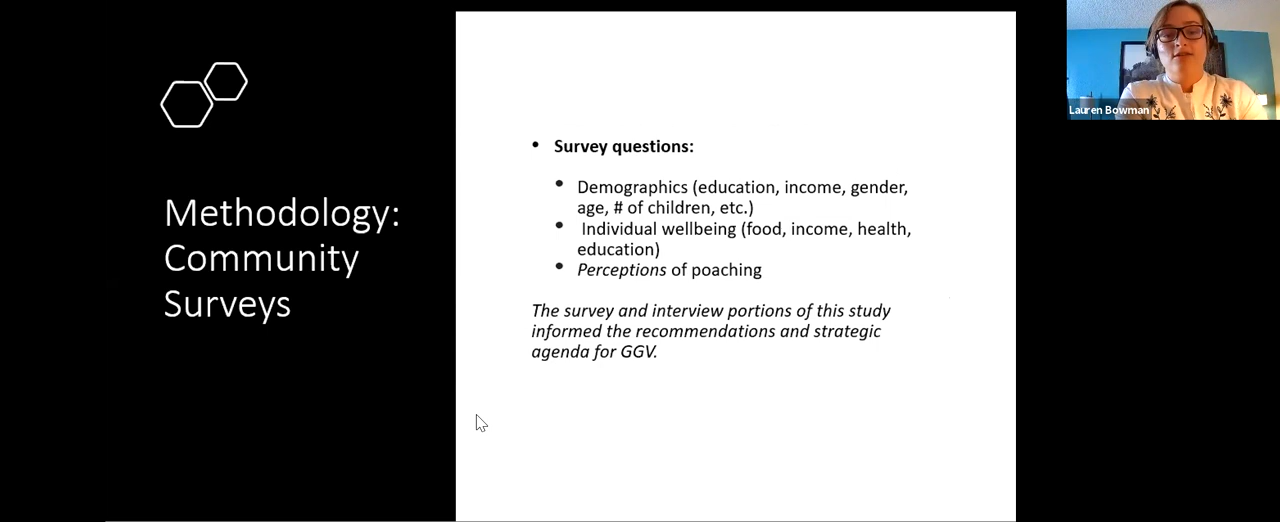 Methodology:
Community
Surveys
• Survey questions:
• Demographics (education, income, gender,
age, # of children, etc.)
• Individual wellbeing (food, income, health,
education)
• Perceptions of poaching
The survey and interview portions of this study
informed the recommendations and strategic
agenda for GGV.
Lauren Bowman